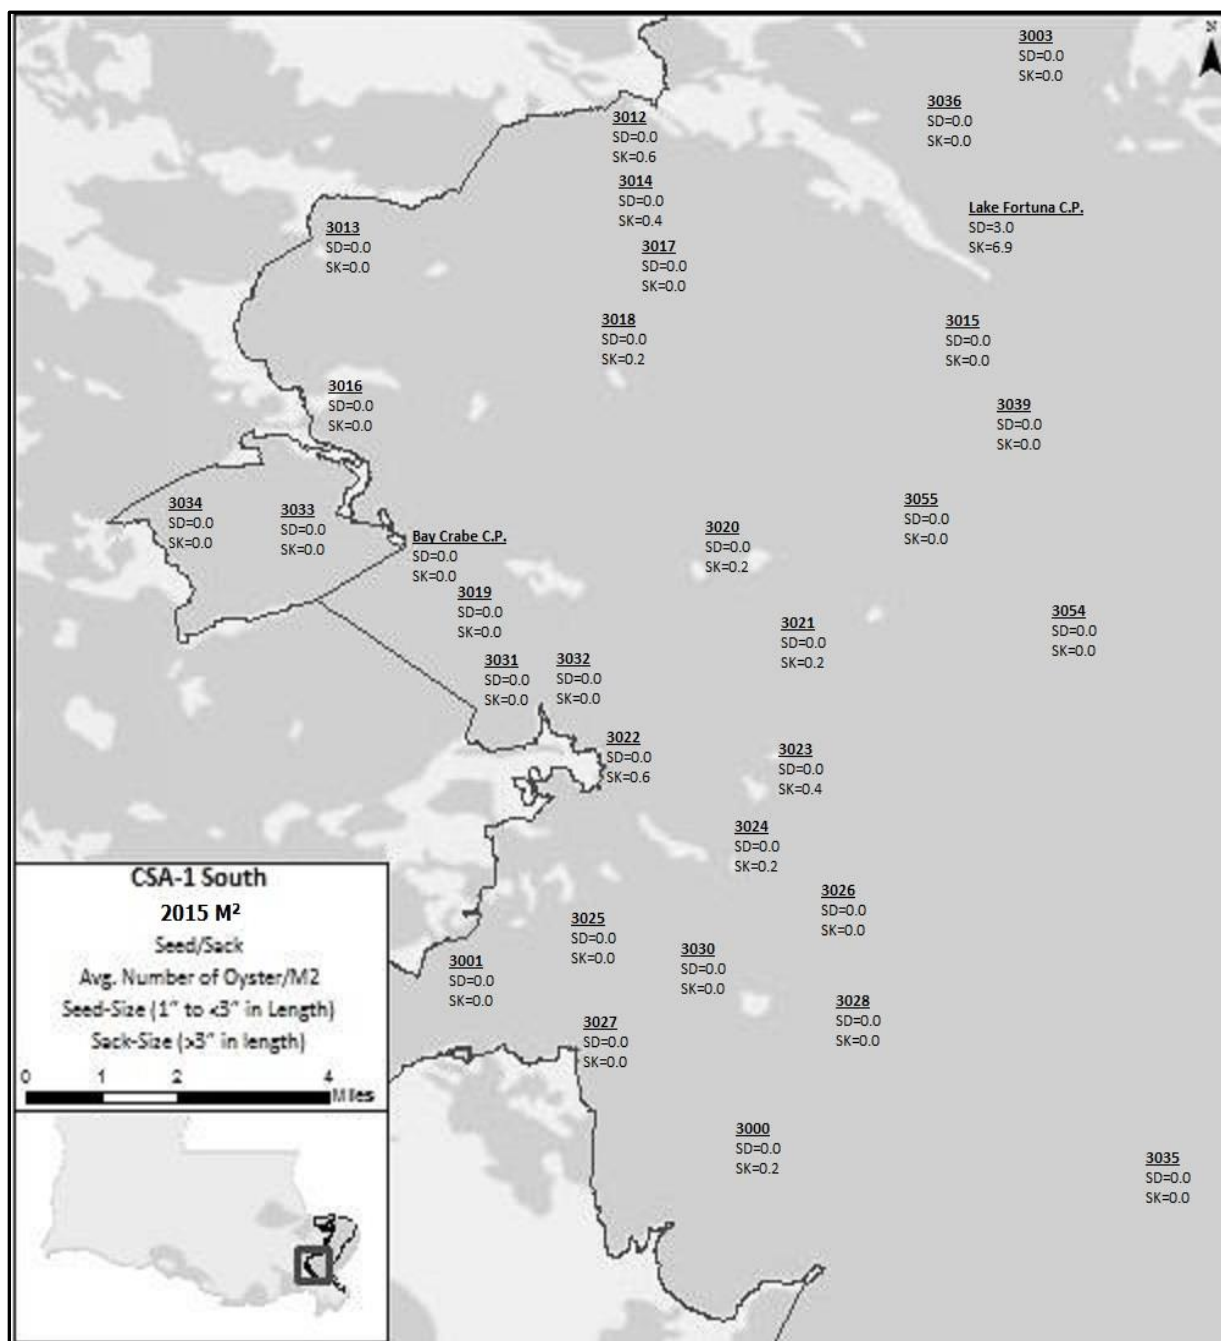 N
3003
SD=0.0
SK=0.0
3036
SD=0.0
SK=0.0
3012
SD=0.0
SK=0.6
3014
SD=0.0
SK=0.4
Lake Fortuna C.P.
SD=3.0
SK=6.9
3013
SD=0.0
SK=0.0
3017
SD=0.0
SK=0.0
3018
SD=0.0
SK=0.2
3015
SD=0.0
SK=0.0
3016
SD=0.0
SK=0.0
3039
SD=0.0
SK=0.0
3034
SD=0.0
SK=0.0
3033
SD=0.0
SK=0.0
3055
SD=0.0
SK=0.0
Bay Crabe C.P.
SD=0.0
SK=0.0
3020
SD=0.0
SK=0.2
3019
SD=0.0
SK=0.0
3021
SD=0.0
SK=0.2
3054
SD=0.0
SK=0.0
3031
SD=0.0
SK=0.0
3032
SD=0.0
SK=0.0
3022
SD=0.0
SK=0.6
3023
SD=0.0
SK=0.4
3024
SD=0.0
SK=0.2
3026
SD=0.0
SK=0.0
3025
SD=0.0
SK=0.0
3030
SD=0.0
SK=0.0
3001
SD=0.0
SK=0.0
3028
SD=0.0
SK=0.0
3027
SD=0.0
SK=0.0
3000
SD=0.0
SK=0.2
3035
SD=0.0
SK=0.0
CSA-1 South
2015 M²
Seed/Sack
Avg. Number of Oyster/M2
Seed-Size (1" to <3" in Length)
Sack-Size (>3" in length)
0 1 2 4
Miles